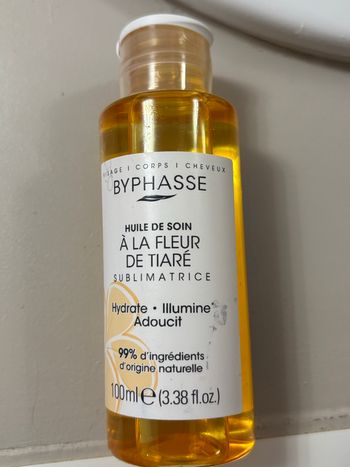 VISAGE I CORPS I CHEVEUX
BYPHASSE
HUILE DE SOIN
À LA FLEUR
DE TIARÉ
SUBLIMATRICE
Hydrate • Illumine
Adoucit
99% d'ingrédients
d'origine naturelle
100ml e (3.38 fl.oz.)